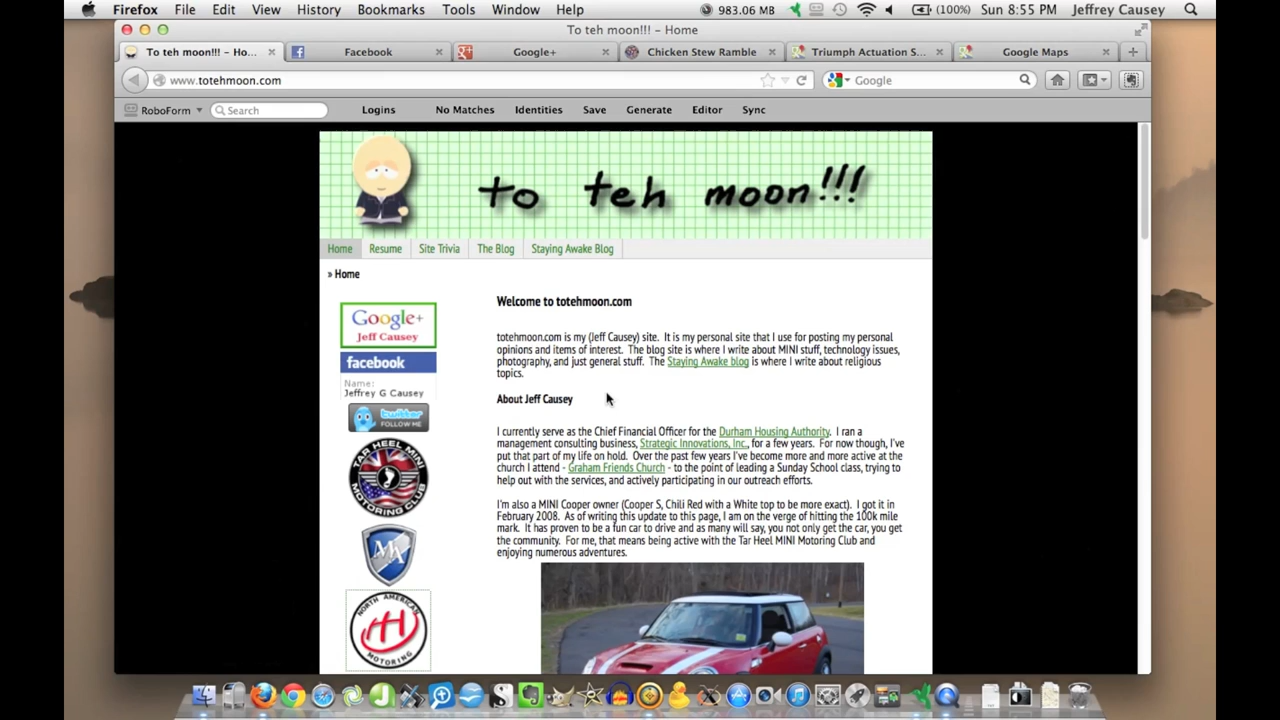 Firefox File Edit View History Bookmarks Tools Window Help 983.06 MB (100%) Sun 8:55 PM Jeffrey Causey
To teh moon!!! - Home
To teh moon!!! - Ho... Facebook Google+ Chicken Stew Ramble Triumph Actuation S... Google Maps
www.totehmoon.com Google
RoboForm Search Logins No Matches Identities Save Generate Editor Sync
to teh moon!!!
Home Resume Site Trivia The Blog Staying Awake Blog
» Home
Google+
Jeff Causey
facebook
Name:
Jeffrey G Causey
twitter
FOLLOW ME
TAR HEEL MINI
MOTORING CLUB
NORTH AMERICAN
MOTORING
Welcome to totehmoon.com
totehmoon.com is my (Jeff Causey) site. It is my personal site that I use for posting my personal
opinions and items of interest. The blog site is where I write about MINI stuff, technology issues,
photography, and just general stuff. The Staying Awake blog is where I write about religious
topics.
About Jeff Causey
I currently serve as the Chief Financial Officer for the Durham Housing Authority. I ran a
management consulting business, Strategic Innovations, Inc., for a few years. For now though, I've
put that part of my life on hold. Over the past few years I've become more and more active at the
church I attend - Graham Friends Church - to the point of leading a Sunday School class, trying to
help out with the services, and actively participating in our outreach efforts.
I'm also a MINI Cooper owner (Cooper S, Chili Red with a White top to be more exact). I got it in
February 2008. As of writing this update to this page, I am on the verge of hitting the 100k mile
mark. It has proven to be a fun car to drive and as many will say, you not only get the car, you get
the community. For me, that means being active with the Tar Heel MINI Motoring Club and
enjoying numerous adventures.